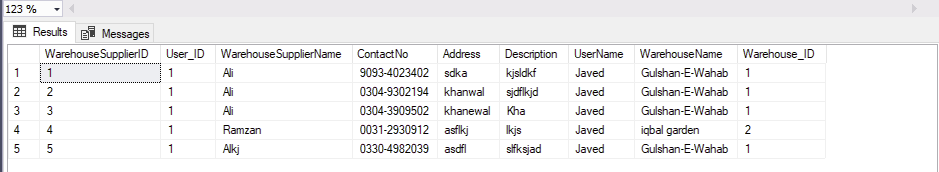 123 %
Results Messages
WarehouseSupplierID User_ID WarehouseSupplierName ContactNo Address Description UserName WarehouseName Warehouse_ID
1 1 1 Ali 9093-4023402 sdka kjsldkf Javed Gulshan-E-Wahab 1
2 2 1 Ali 0304-9302194 khanwal sjdflkjd Javed Gulshan-E-Wahab 1
3 3 1 Ali 0304-3909502 khanewal Kha Javed Gulshan-E-Wahab 1
4 4 1 Ramzan 0031-2930912 asflkj lkjs Javed iqbal garden 2
5 5 1 Alkj 0330-4982039 asdfl slfksjad Javed Gulshan-E-Wahab 1